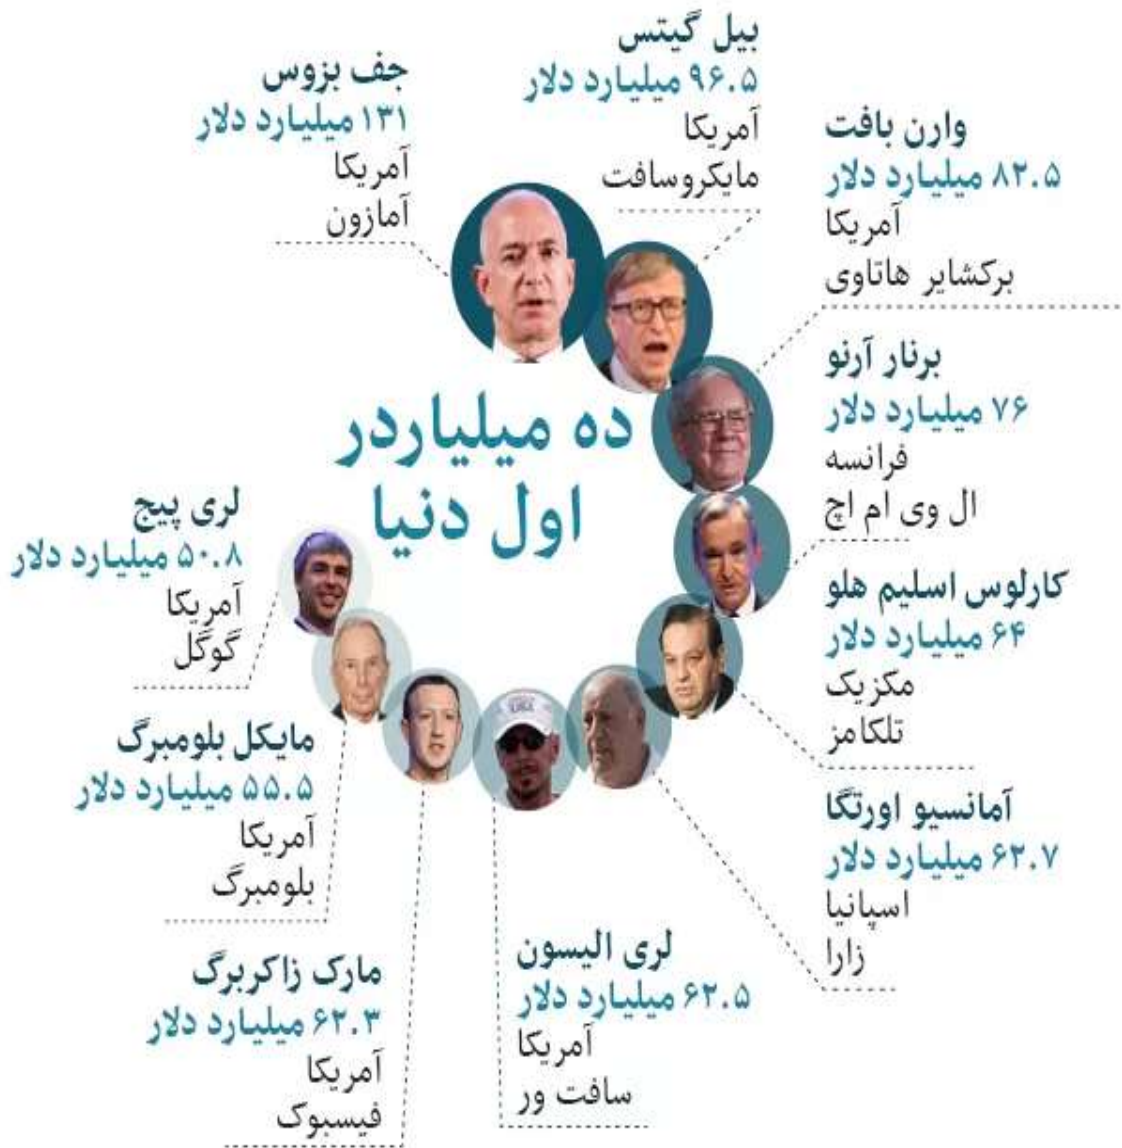 ده میلیاردر
اول دنیا
جف بزوس
۱۳۱ میلیارد دلار
آمریکا
آمازون
بیل گیتس
۹۶.۵ میلیارد دلار
آمریکا
مایکروسافت
وارن بافت
۸۲.۵ میلیارد دلار
آمریکا
برکشایر هاتاوی
برنار آرنو
۷۶ میلیارد دلار
فرانسه
ال وی ام اچ
کارلوس اسلیم هلو
۶۴ میلیارد دلار
مکزیک
تلکامز
آمانسیو اورتگا
۶۲.۷ میلیارد دلار
اسپانیا
زارا
لری الیسون
۶۲.۵ میلیارد دلار
آمریکا
سافت ور
مارک زاکربرگ
۶۲.۳ میلیارد دلار
آمریکا
فیسبوک
مایکل بلومبرگ
۵۵.۵ میلیارد دلار
آمریکا
بلومبرگ
لری پیج
۵۰.۸ میلیارد دلار
آمریکا
گوگل